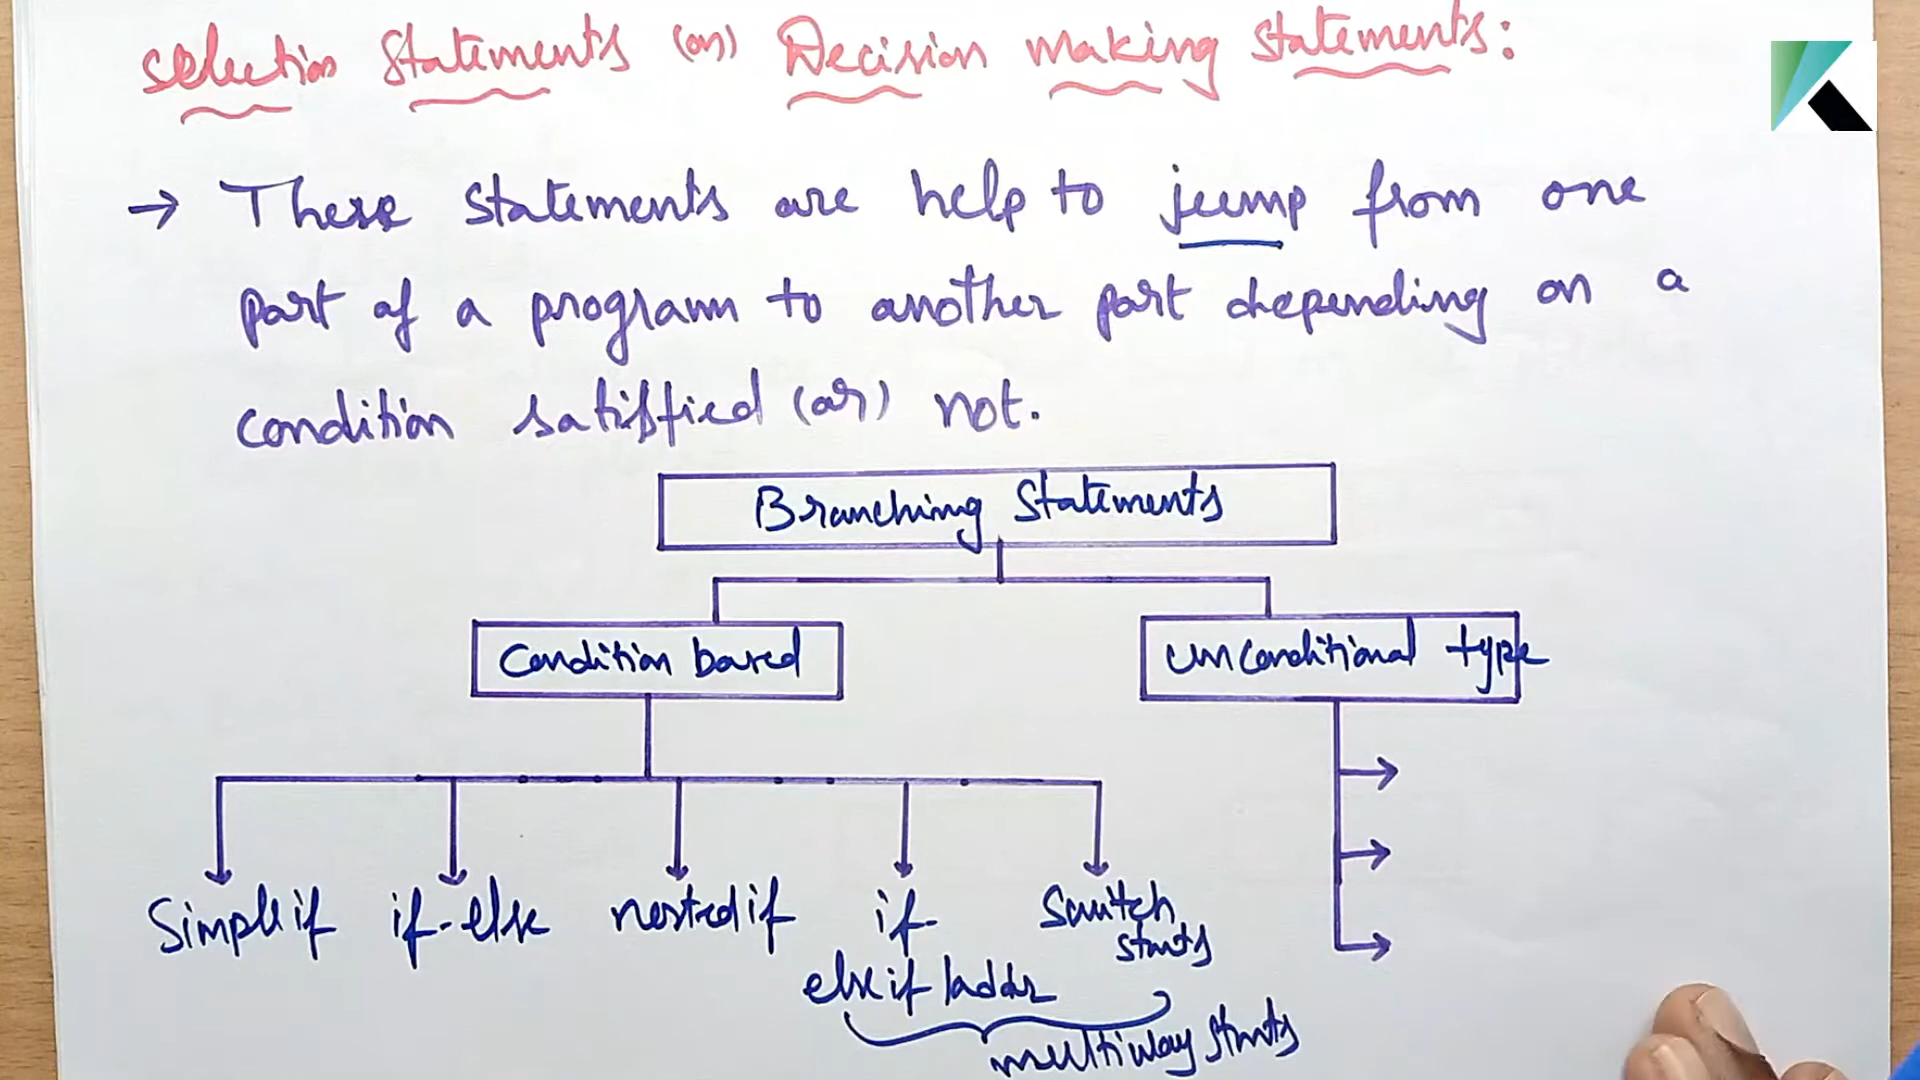 Selection Statements (or) Decision making Statements:
→ These statements are help to jump from one
part of a program to another part depending on a
condition satisfied (or) not.
Branching Statements
Condition based
unconditional type
Simple if
if-else
nested if
if-
else if ladder
Switch
stmts
multiway stmts